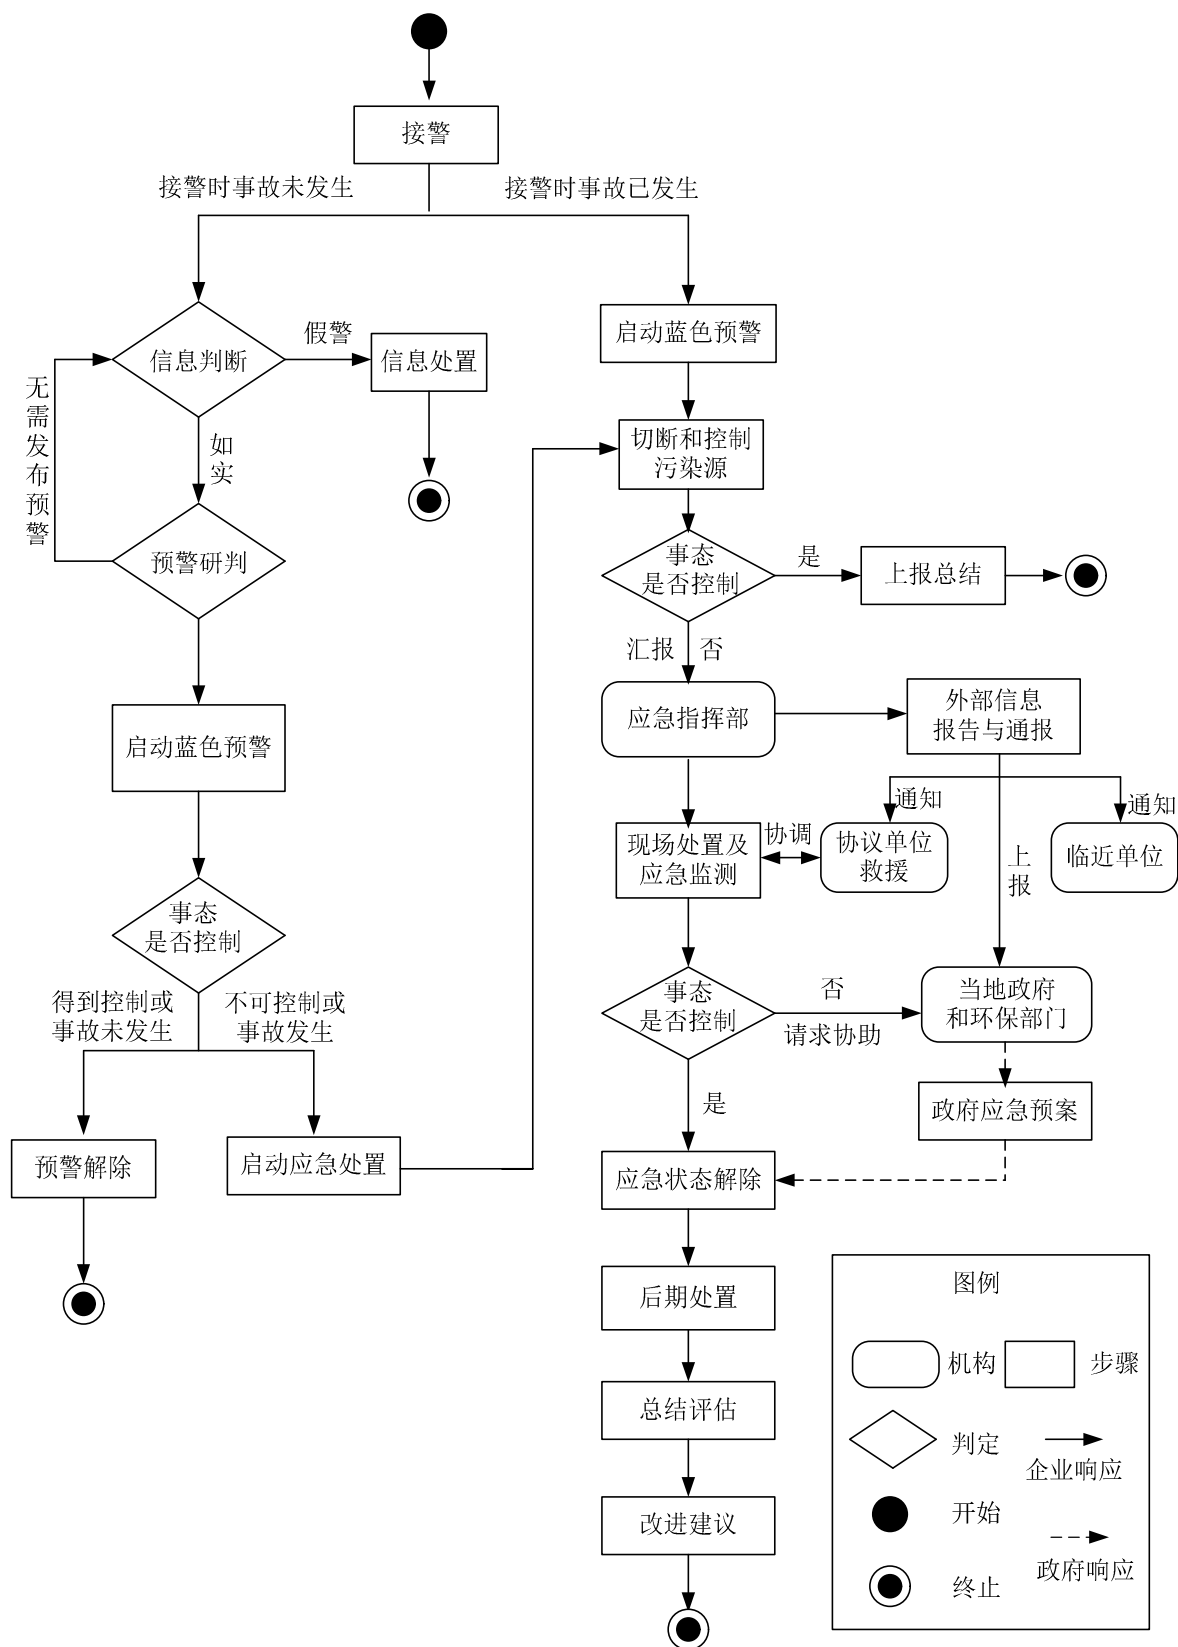 接警
接警时事故未发生
接警时事故已发生
启动蓝色预警
假警
信息判断
信息处置
无需发布预警
如实
切断和控制
污染源
预警研判
事态
是否控制
是
上报总结
汇报
否
应急指挥部
外部信息
报告与通报
启动蓝色预警
通知
通知
现场处置及
应急监测
协调
协议单位
救援
上报
临近单位
事态
是否控制
得到控制或
事故未发生
不可控制或
事故发生
事态
是否控制
否
请求协助
当地政府
和环保部门
是
政府应急预案
预警解除
启动应急处置
应急状态解除
后期处置
总结评估
改进建议
图例
机构
步骤
判定
企业响应
开始
政府响应
终止